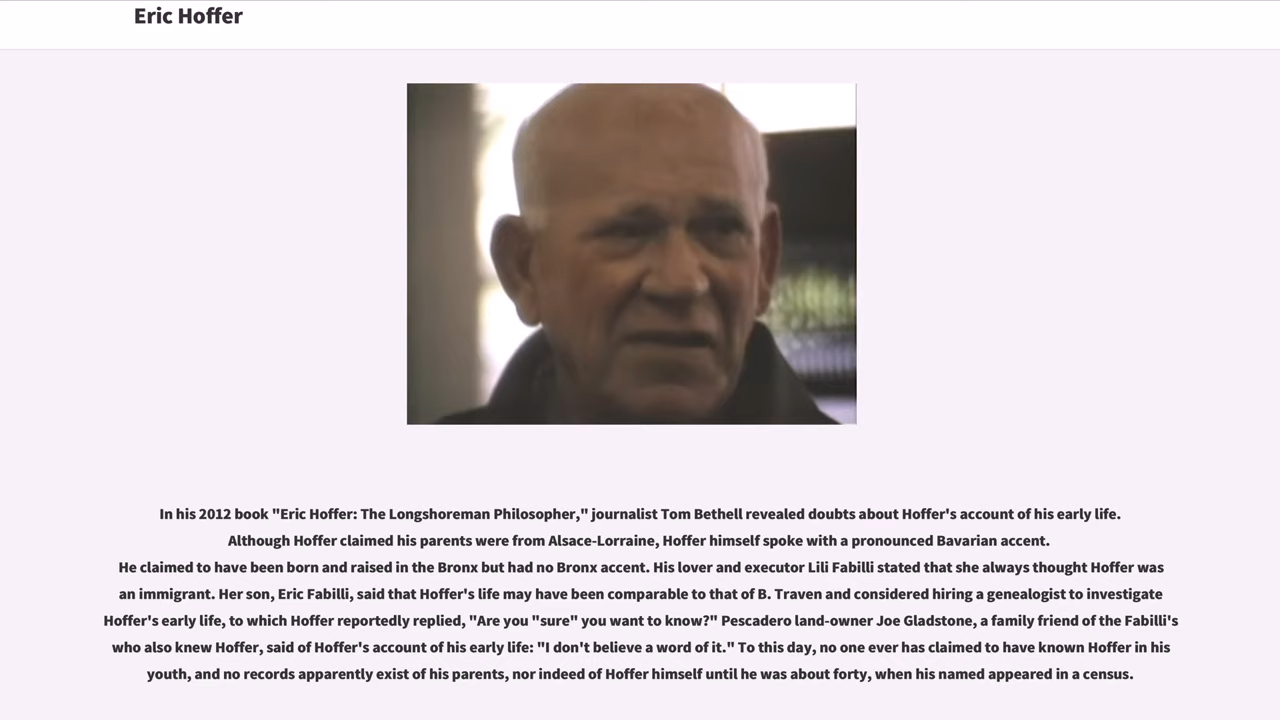 Eric Hoffer
In his 2012 book "Eric Hoffer: The Longshoreman Philosopher," journalist Tom Bethell revealed doubts about Hoffer's account of his early life.
Although Hoffer claimed his parents were from Alsace-Lorraine, Hoffer himself spoke with a pronounced Bavarian accent.
He claimed to have been born and raised in the Bronx but had no Bronx accent. His lover and executor Lili Fabilli stated that she always thought Hoffer was
an immigrant. Her son, Eric Fabilli, said that Hoffer's life may have been comparable to that of B. Traven and considered hiring a genealogist to investigate
Hoffer's early life, to which Hoffer reportedly replied, "Are you "sure" you want to know?" Pescadero land-owner Joe Gladstone, a family friend of the Fabilli's
who also knew Hoffer, said of Hoffer's account of his early life: "I don't believe a word of it." To this day, no one ever has claimed to have known Hoffer in his
youth, and no records apparently exist of his parents, nor indeed of Hoffer himself until he was about forty, when his named appeared in a census.